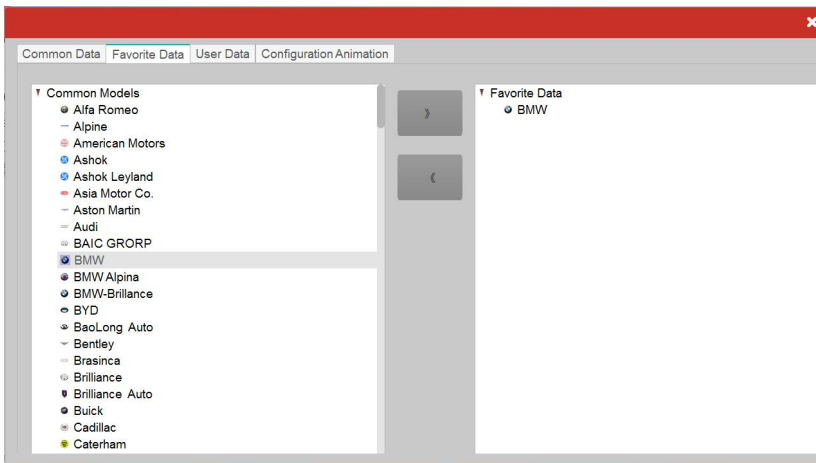 Common Data Favorite Data User Data Configuration Animation
Common Models
Alfa Romeo
Alpine
American Motors
Ashok
Ashok Leyland
Asia Motor Co.
Aston Martin
Audi
BAIC GRORP
BMW
BMW Alpina
BMW-Brillance
BYD
BaoLong Auto
Bentley
Brasinca
Brilliance
Brilliance Auto
Buick
Cadillac
Caterham
》
《
Favorite Data
BMW